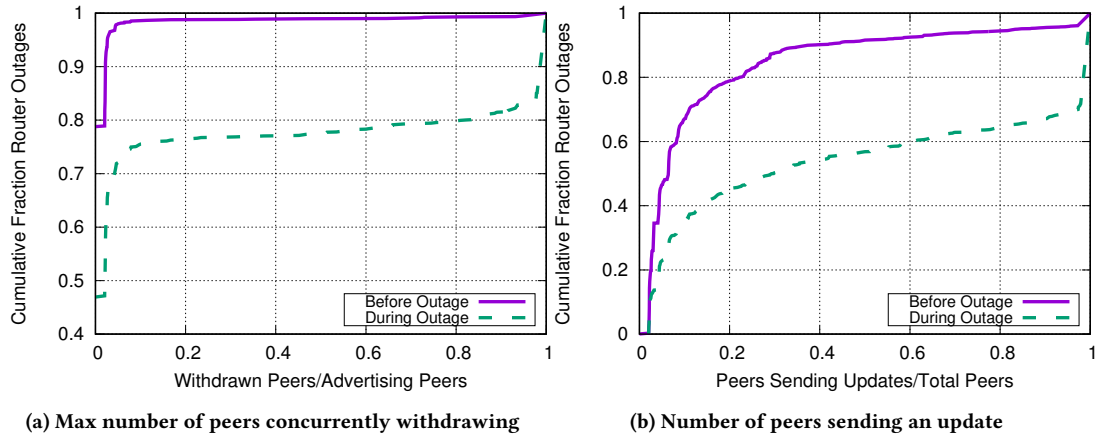 1
0.9
0.8
0.7
0.6
0.5
0.4
0
0.2
0.4
0.6
0.8
1
Cumulative Fraction Router Outages
Withdrawn Peers/Advertising Peers
Before Outage
During Outage
(a) Max number of peers concurrently withdrawing
1
0.8
0.6
0.4
0.2
0
0
0.2
0.4
0.6
0.8
1
Cumulative Fraction Router Outages
Peers Sending Updates/Total Peers
Before Outage
During Outage
(b) Number of peers sending an update